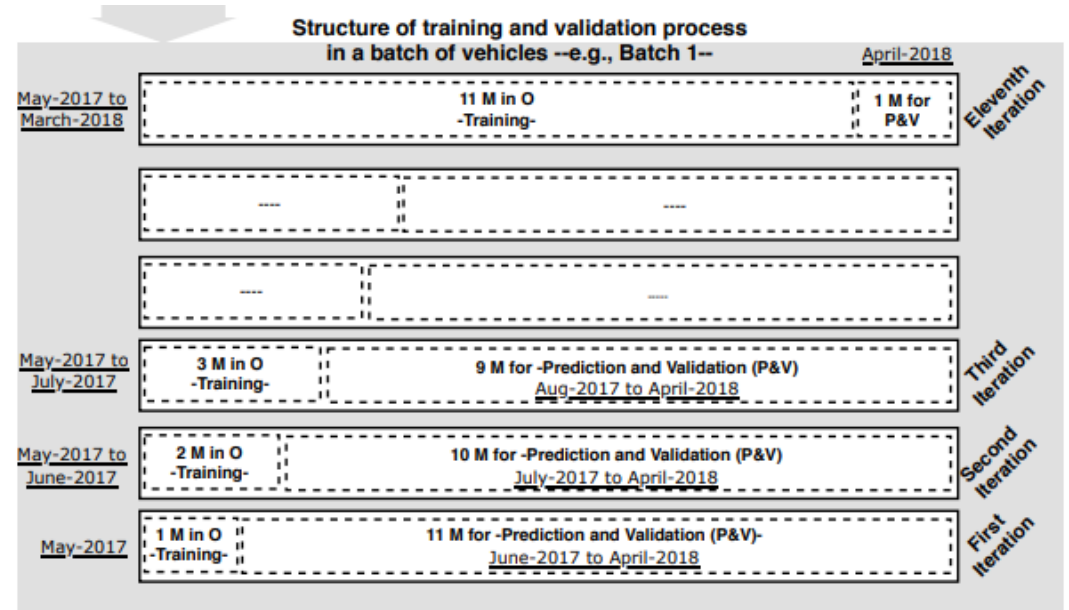 Structure of training and validation process
in a batch of vehicles --e.g., Batch 1--
April-2018
May-2017 to
March-2018
11 M in O
-Training-
1 M for
P&V
Eleventh
Iteration
----
----
----
----
May-2017 to
July-2017
3 M in O
-Training-
9 M for -Prediction and Validation (P&V)
Aug-2017 to April-2018
Third
Iteration
May-2017 to
June-2017
2 M in O
-Training-
10 M for -Prediction and Validation (P&V)
July-2017 to April-2018
Second
Iteration
May-2017
1 M in O
-Training-
11 M for -Prediction and Validation (P&V)-
June-2017 to April-2018
First
Iteration